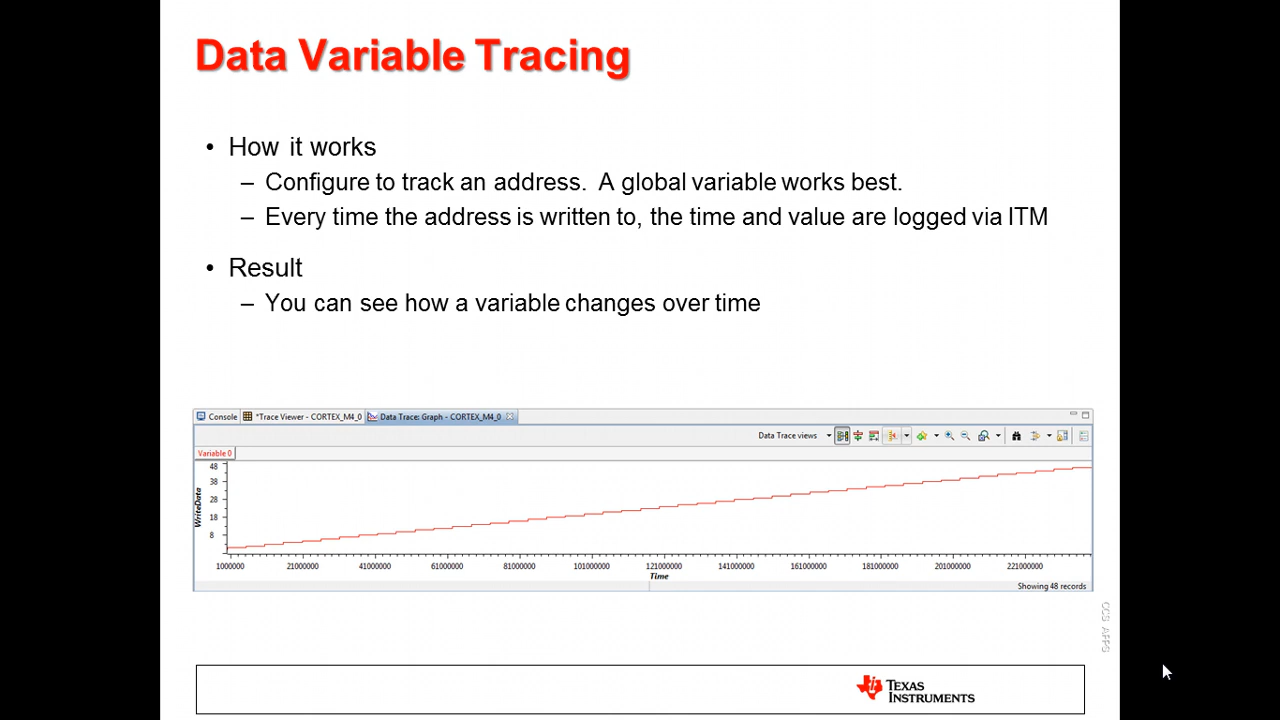 Data Variable Tracing
• How it works
– Configure to track an address.  A global variable works best.
– Every time the address is written to, the time and value are logged via ITM
• Result
– You can see how a variable changes over time
Console *Trace Viewer - CORTEX_M4_0 Data Trace: Graph - CORTEX_M4_0
Data Trace views
Variable 0
48
38
28
18
8
WriteData
1000000 21000000 41000000 61000000 81000000 101000000 121000000 141000000 161000000 181000000 201000000 221000000
Time
Showing 48 records
CCS APPS
TEXAS
INSTRUMENTS